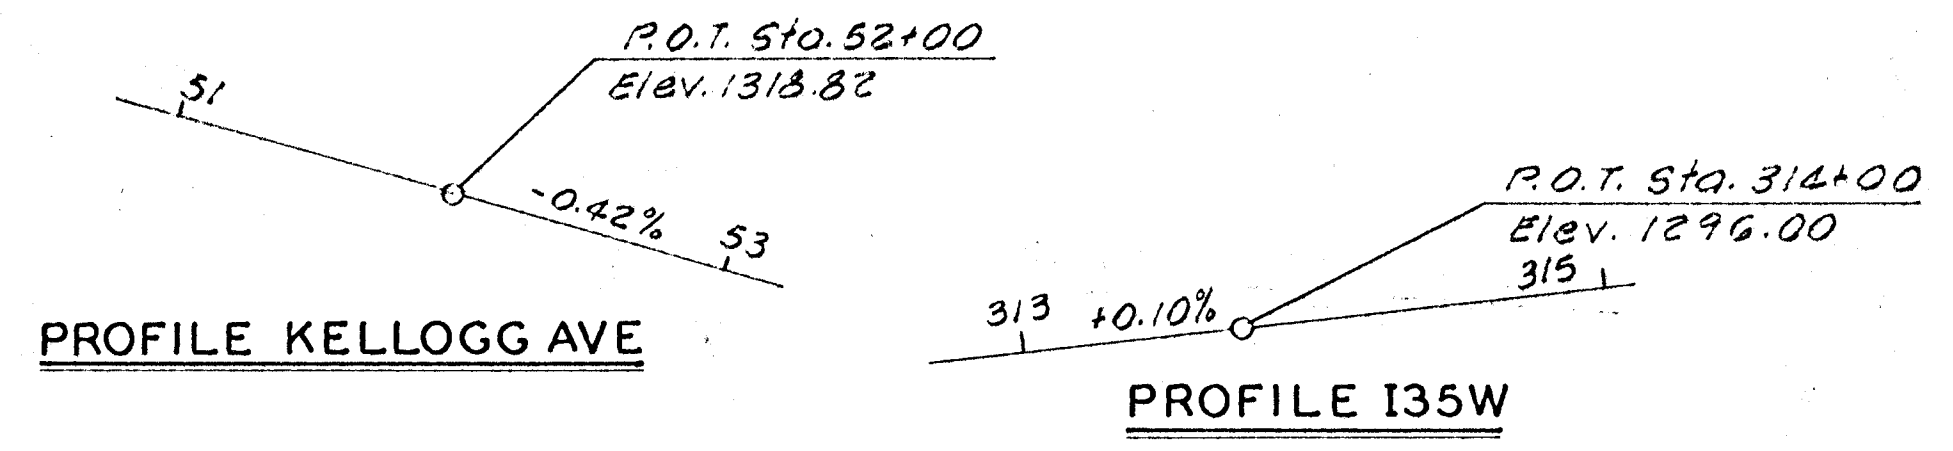 P.O.T. Sta. 52+00
Elev. 1318.82
51
-0.42%
53
PROFILE KELLOGG AVE
P.O.T. Sta. 314+00
Elev. 1296.00
313
+0.10%
315
PROFILE I35W